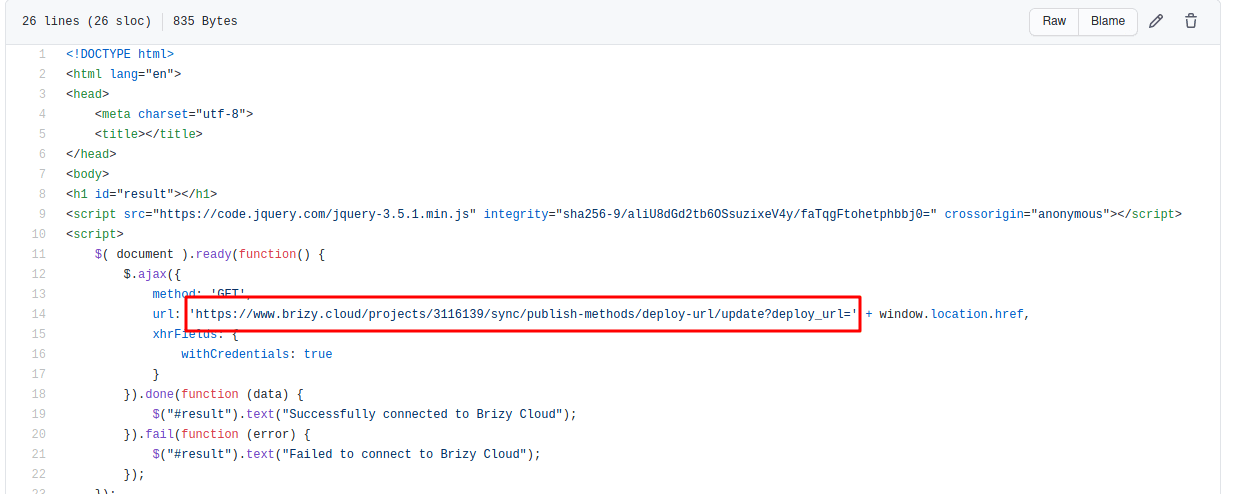 26 lines (26 sloc) 835 Bytes Raw Blame
1 <!DOCTYPE html>
2 <html lang="en">
3 <head>
4     <meta charset="utf-8">
5     <title></title>
6 </head>
7 <body>
8 <h1 id="result"></h1>
9 <script src="https://code.jquery.com/jquery-3.5.1.min.js" integrity="sha256-9/aliU8dGd2tb6OSsuzixeV4y/faTqgFtohetphbbj0=" crossorigin="anonymous"></script>
10 <script>
11     $( document ).ready(function() {
12         $.ajax({
13             method: 'GET',
14             url: 'https://www.brizy.cloud/projects/3116139/sync/publish-methods/deploy-url/update?deploy_url=' + window.location.href,
15             xhrFields: {
16                 withCredentials: true
17             }
18         }).done(function (data) {
19             $("#result").text("Successfully connected to Brizy Cloud");
20         }).fail(function (error) {
21             $("#result").text("Failed to connect to Brizy Cloud");
22         });
23     });